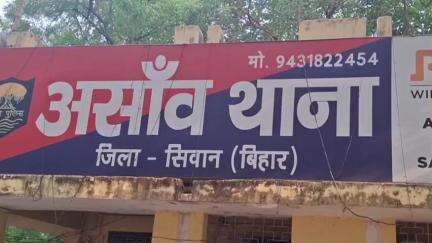 मो. 9431822454
असाँव थाना
जिला - सिवान (बिहार)